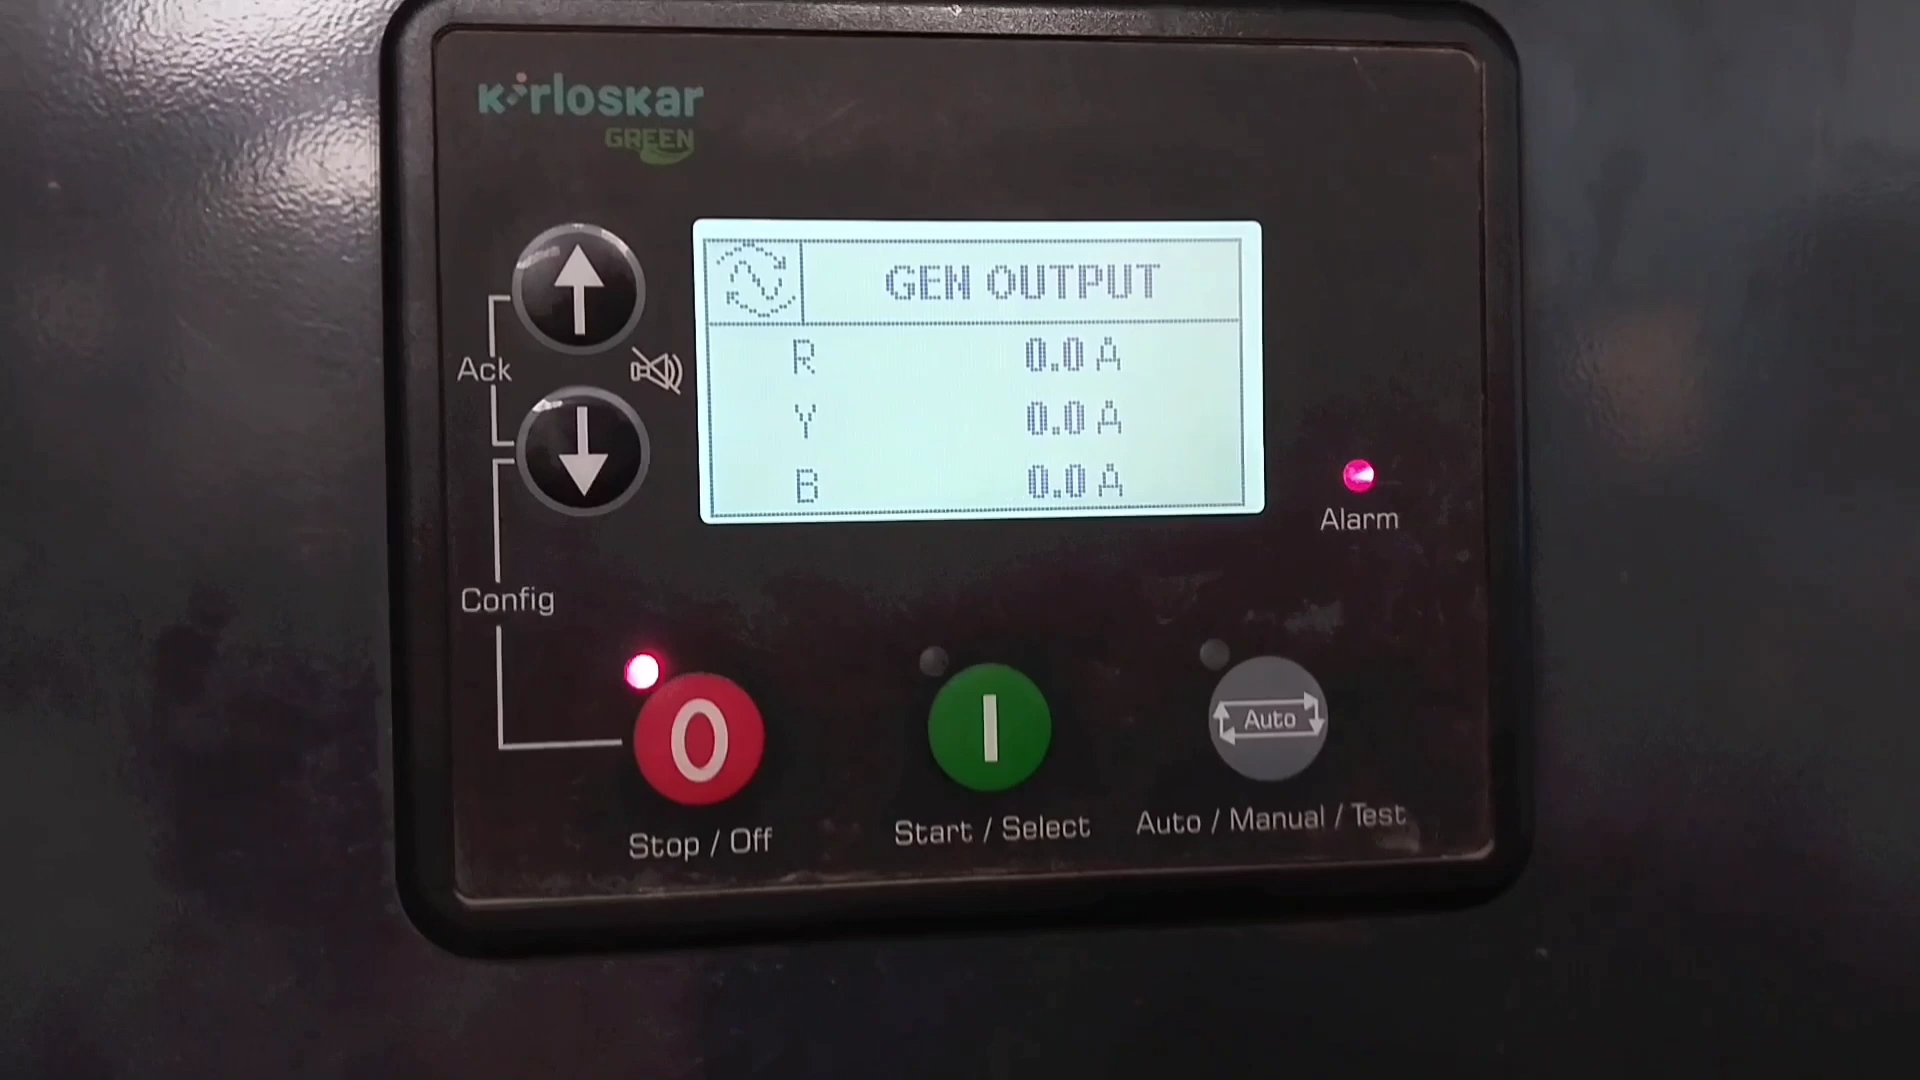 Kirloskar
GREEN
GEN OUTPUT
R 0.0 A
Y 0.0 A
B 0.0 A
Ack
Alarm
Config
0
I
Auto
Stop / Off
Start / Select
Auto / Manual / Test